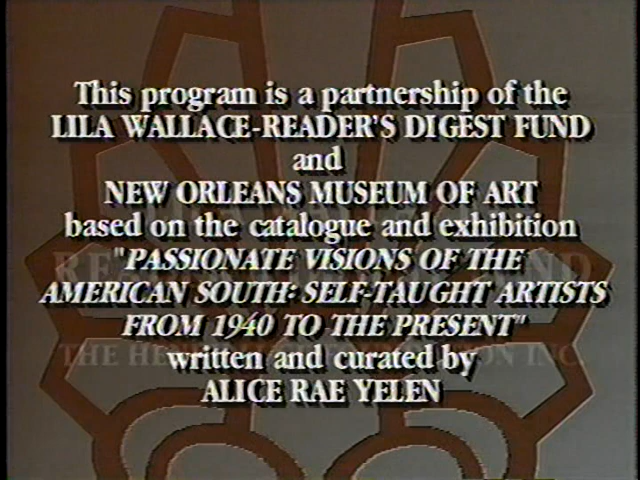 This program is a partnership of the
LILA WALLACE-READER'S DIGEST FUND
and
NEW ORLEANS MUSEUM OF ART
based on the catalogue and exhibition
"PASSIONATE VISIONS OF THE
AMERICAN SOUTH: SELF-TAUGHT ARTISTS
FROM 1940 TO THE PRESENT"
written and curated by
ALICE RAE YELEN